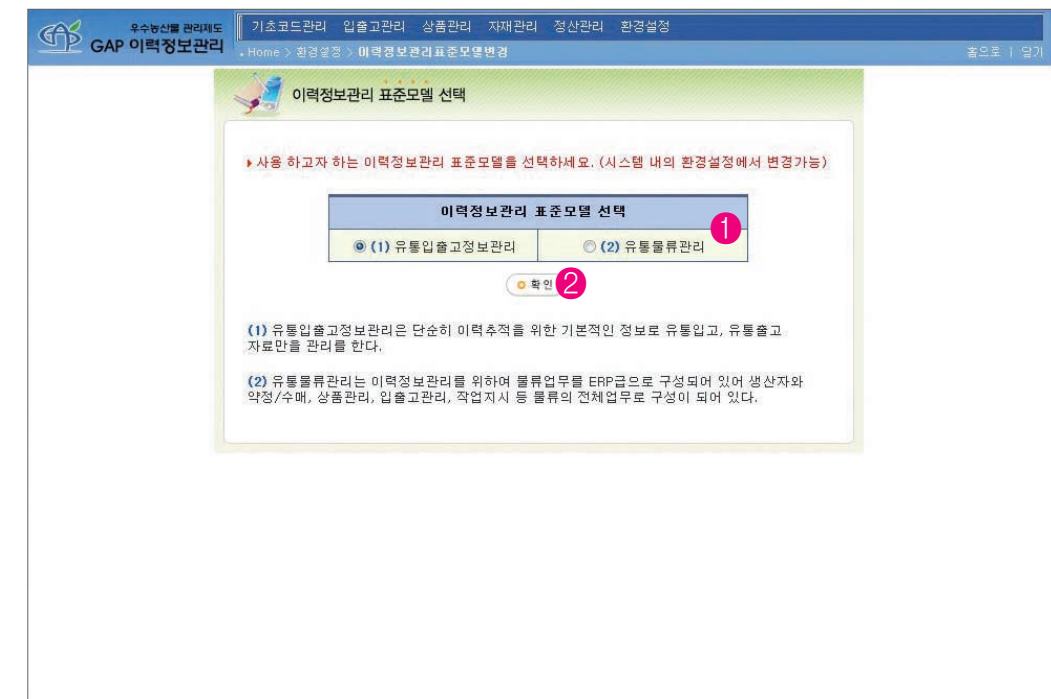 우수농산물 관리제도
GAP 이력정보관리
기초코드관리 입출고관리 상품관리 자재관리 정산관리 환경설정
Home > 환경설정 > 이력정보관리표준모델변경
홈으로 | 닫기
이력정보관리 표준모델 선택
사용 하고자 하는 이력정보관리 표준모델을 선택하세요. (시스템 내의 환경설정에서 변경가능)
이력정보관리 표준모델 선택
1
(1) 유통입출고정보관리 (2) 유통물류관리
확인 2
(1) 유통입출고정보관리은 단순히 이력추적을 위한 기본적인 정보로 유통입고, 유통출고
자료만을 관리를 한다.
(2) 유통물류관리는 이력정보관리를 위하여 물류업무를 ERP급으로 구성되어 있어 생산자와
약정/수매, 상품관리, 입출고관리, 작업지시 등 물류의 전체업무로 구성이 되어 있다.